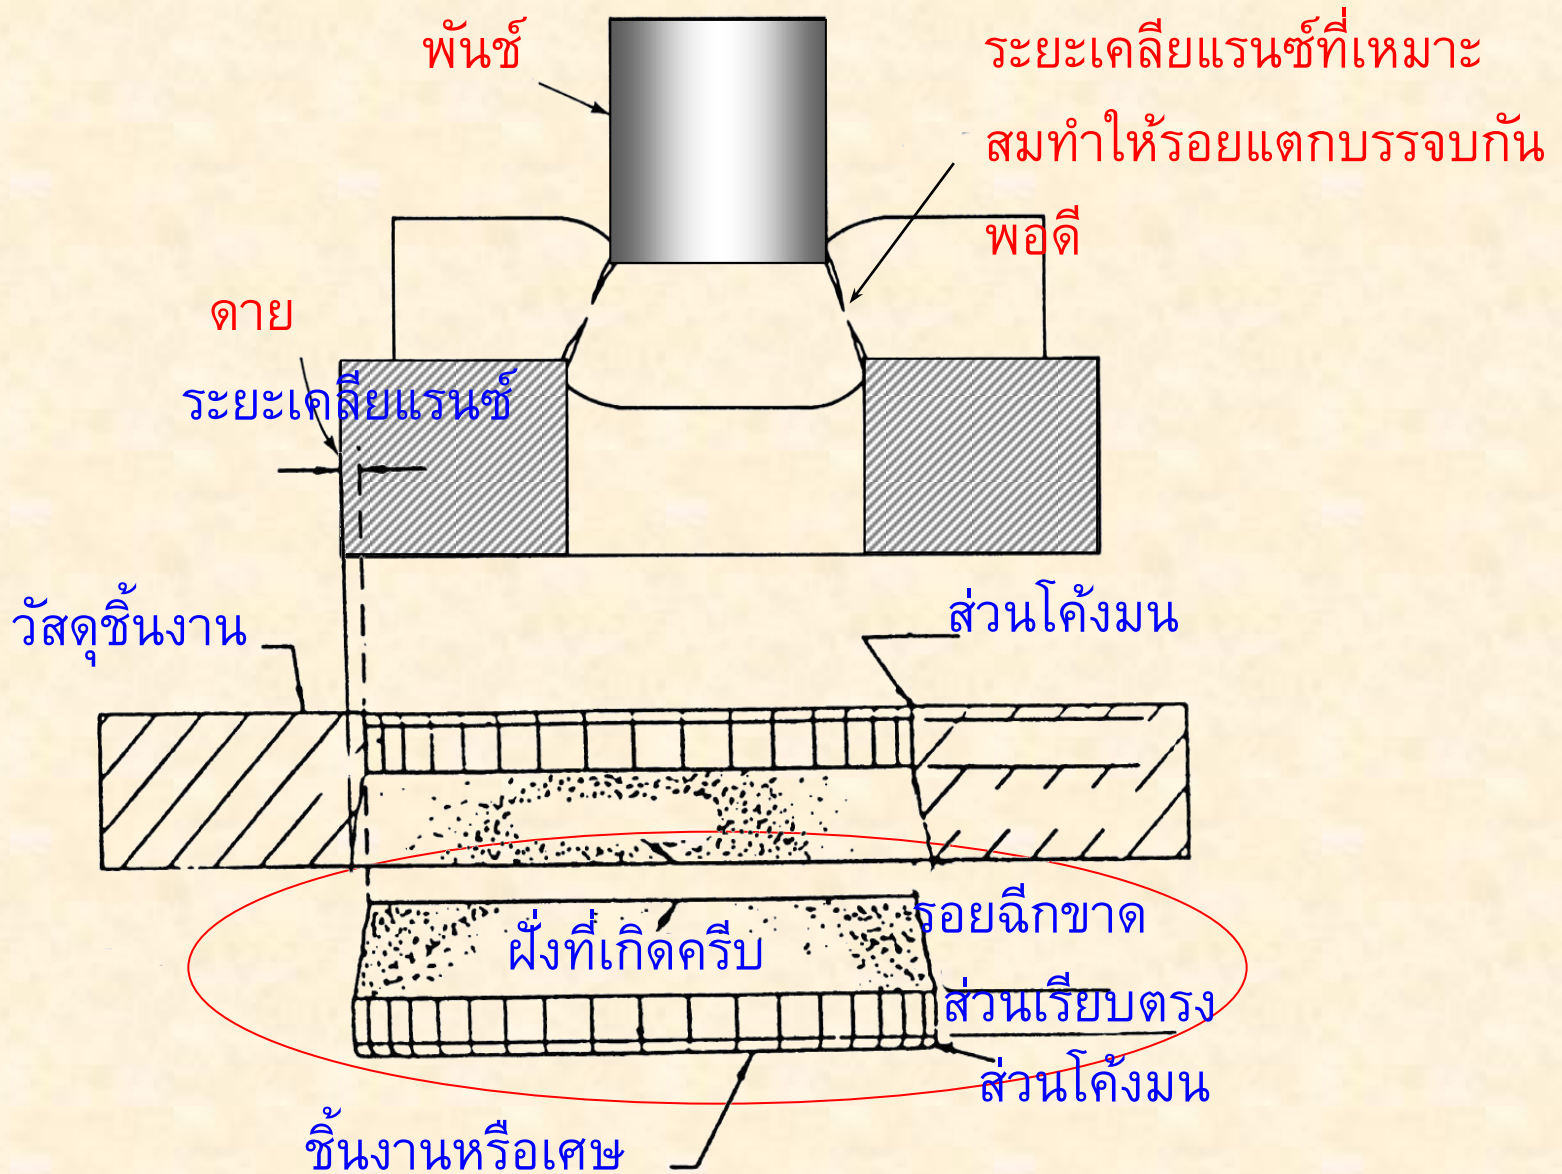 พันช์
ระยะเคลียแรนซ์ที่เหมาะ
สมทำให้รอยแตกบรรจบกัน
พอดี
ดาย
ระยะเคลียแรนซ์
วัสดุชิ้นงาน
ส่วนโค้งมน
รอยฉีกขาด
ฝั่งที่เกิดครีบ
ส่วนเรียบตรง
ส่วนโค้งมน
ชิ้นงานหรือเศษ